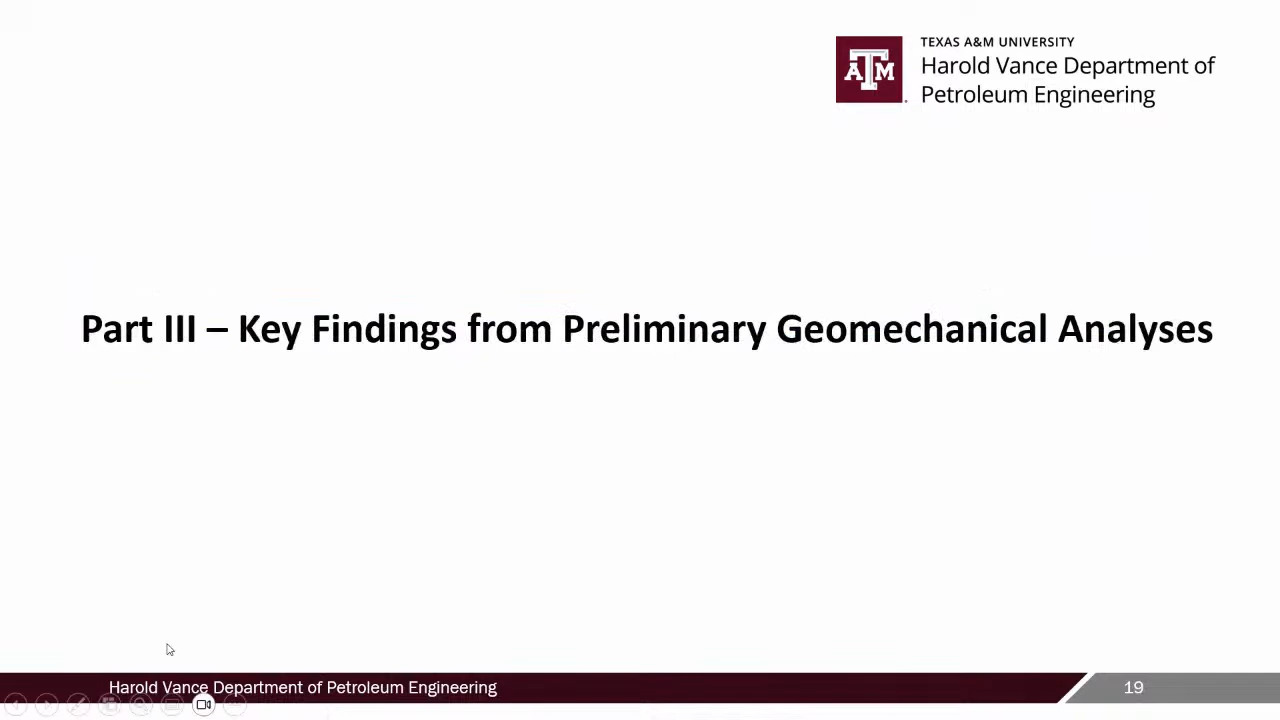 TEXAS A&M UNIVERSITY
Harold Vance Department of
Petroleum Engineering
ATM
Part III – Key Findings from Preliminary Geomechanical Analyses
Harold Vance Department of Petroleum Engineering
19